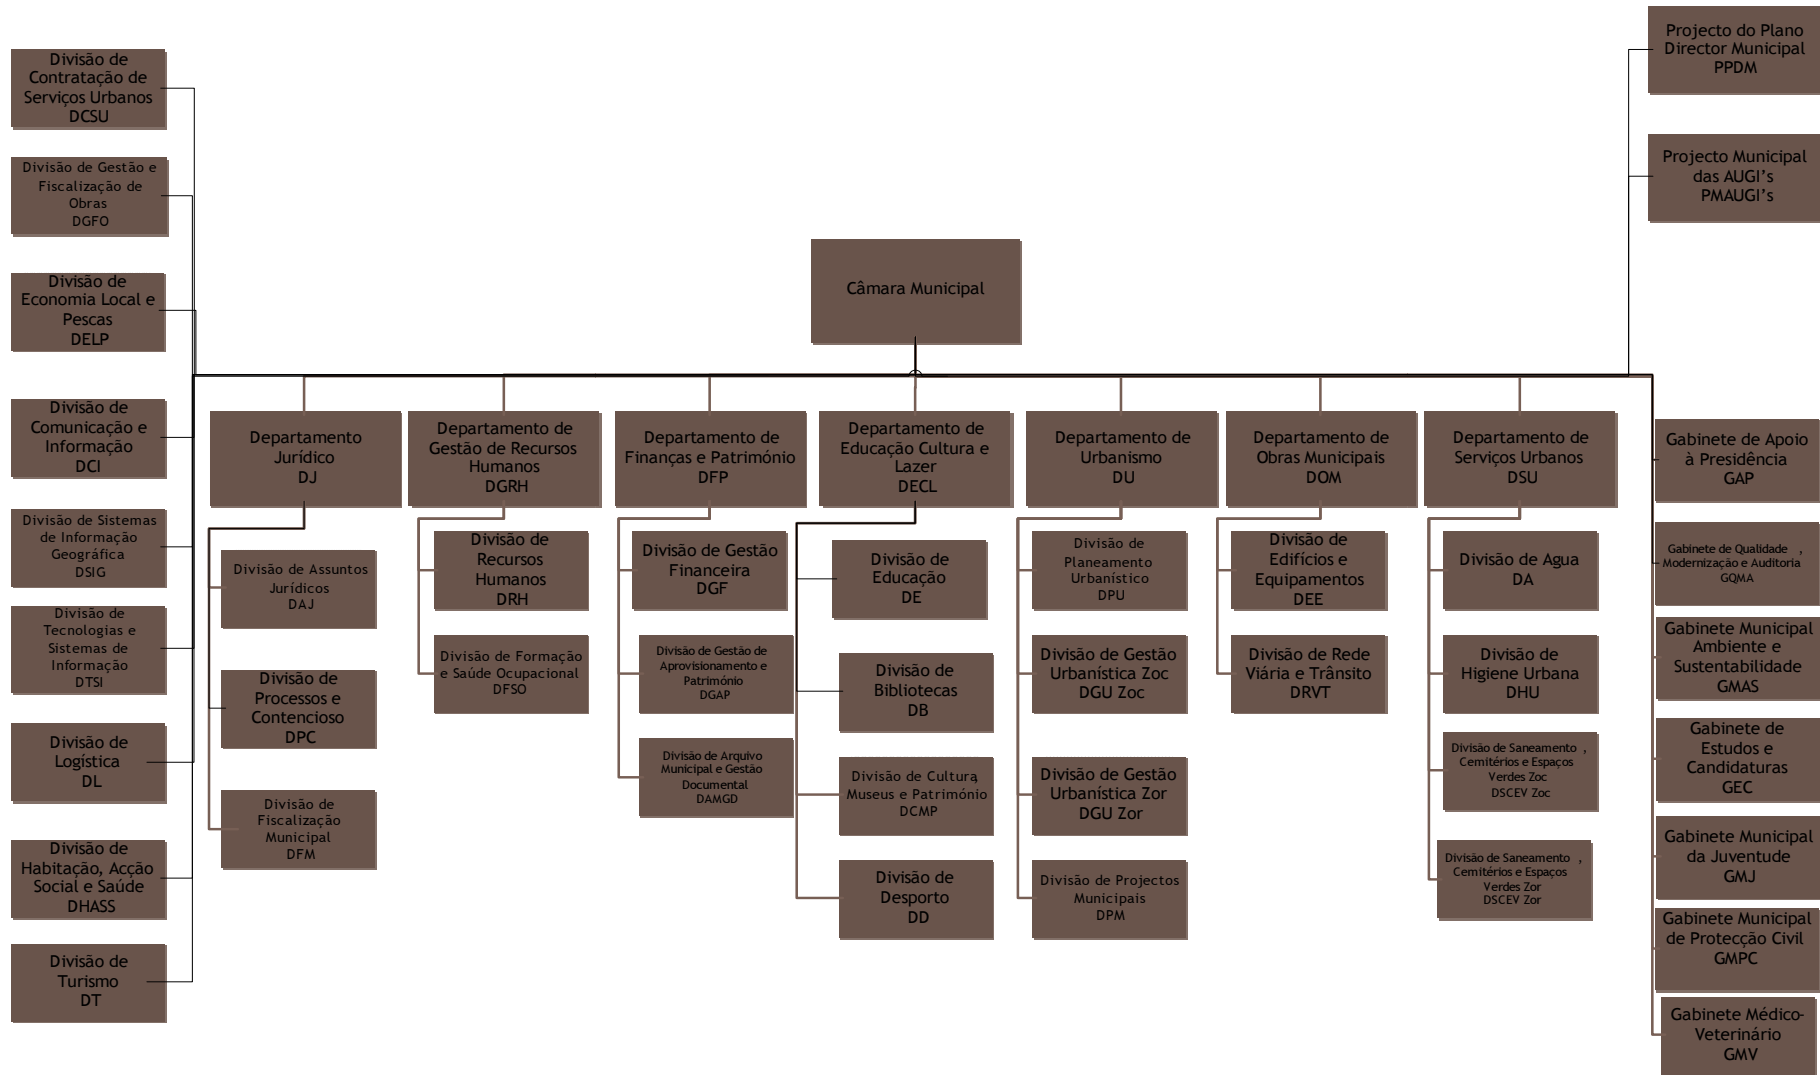 Projecto do Plano
Director Municipal
PPDM
Divisão de
Contratação de
Serviços Urbanos
DCSU
Projecto Municipal
das AUGI’s
PMAUGI’s
Divisão de Gestão e
Fiscalização de
Obras
DGFO
Câmara Municipal
Divisão de
Economia Local e
Pescas
DELP
Divisão de
Comunicação e
Informação
DCI
Divisão de Sistemas
de Informação
Geográfica
DSIG
Divisão de
Tecnologias e
Sistemas de
Informação
DTSI
Divisão de
Logística
DL
Divisão de
Habitação, Acção
Social e Saúde
DHASS
Divisão de
Turismo
DT
Departamento
Jurídico
DJ
Divisão de Assuntos
Jurídicos
DAJ
Divisão de
Processos e
Contencioso
DPC
Divisão de
Fiscalização
Municipal
DFM
Departamento de
Gestão de Recursos
Humanos
DGRH
Divisão de
Recursos
Humanos
DRH
Divisão de Formação
e Saúde Ocupacional
DFSO
Departamento de
Finanças e Património
DFP
Divisão de Gestão
Financeira
DGF
Divisão de Gestão de
Aprovisionamento e
Património
DGAP
Divisão de Arquivo
Municipal e Gestão
Documental
DAMGD
Departamento de
Educação Cultura e
Lazer
DECL
Divisão de
Educação
DE
Divisão de
Bibliotecas
DB
Divisão de Cultura,
Museus e Património
DCMP
Divisão de
Desporto
DD
Departamento de
Urbanismo
DU
Divisão de
Planeamento
Urbanístico
DPU
Divisão de Gestão
Urbanística Zoc
DGU Zoc
Divisão de Gestão
Urbanística Zor
DGU Zor
Divisão de Projectos
Municipais
DPM
Departamento de
Obras Municipais
DOM
Divisão de
Edifícios e
Equipamentos
DEE
Divisão de Rede
Viária e Trânsito
DRVT
Departamento de
Serviços Urbanos
DSU
Divisão de Agua
DA
Divisão de
Higiene Urbana
DHU
Divisão de Saneamento ,
Cemitérios e Espaços
Verdes Zoc
DSCEV Zoc
Divisão de Saneamento ,
Cemitérios e Espaços
Verdes Zor
DSCEV Zor
Gabinete de Apoio
à Presidência
GAP
Gabinete de Qualidade ,
Modernização e Auditoria
GQMA
Gabinete Municipal
Ambiente e
Sustentabilidade
GMAS
Gabinete de
Estudos e
Candidaturas
GEC
Gabinete Municipal
da Juventude
GMJ
Gabinete Municipal
de Protecção Civil
GMPC
Gabinete Médico-
Veterinário
GMV